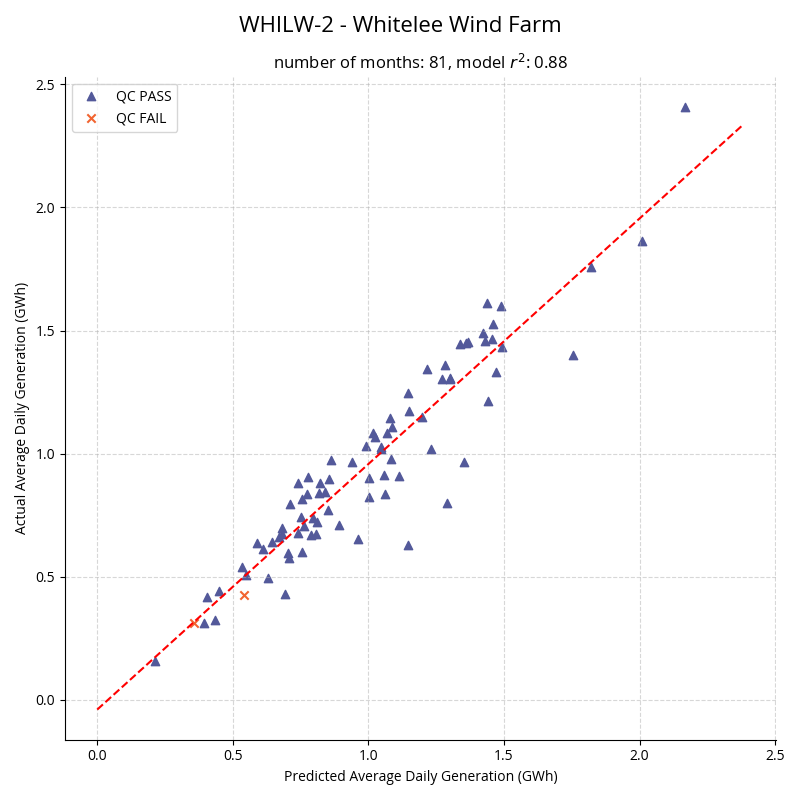 WHILW-2 - Whitelee Wind Farm
number of months: 81, model r²: 0.88
QC PASS
QC FAIL
2.5
2.0
1.5
1.0
0.5
0.0
Actual Average Daily Generation (GWh)
0.0 0.5 1.0 1.5 2.0 2.5
Predicted Average Daily Generation (GWh)